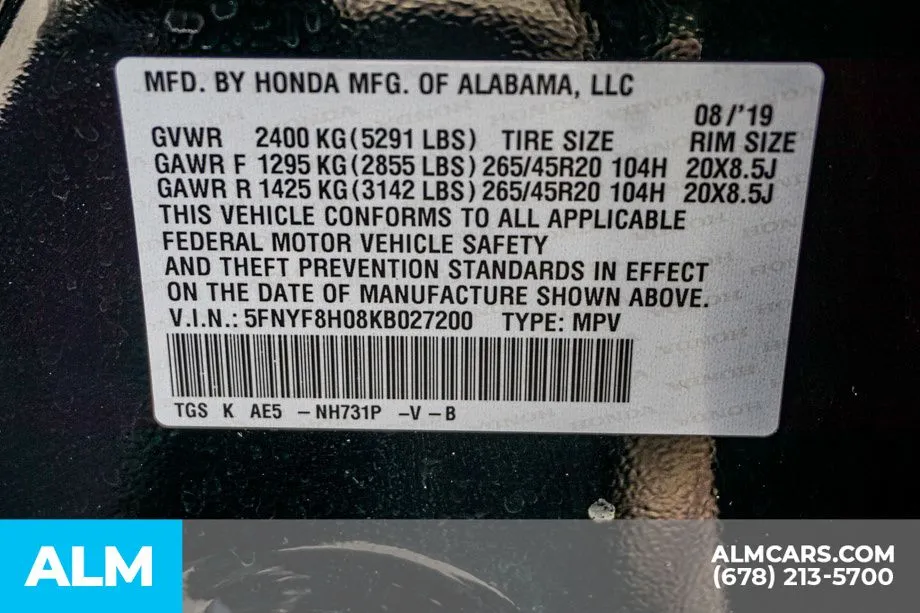 MFD. BY HONDA MFG. OF ALABAMA, LLC
08/'19
GVWR 2400 KG (5291 LBS) TIRE SIZE RIM SIZE
GAWR F 1295 KG (2855 LBS) 265/45R20 104H 20X8.5J
GAWR R 1425 KG (3142 LBS) 265/45R20 104H 20X8.5J
THIS VEHICLE CONFORMS TO ALL APPLICABLE
FEDERAL MOTOR VEHICLE SAFETY
AND THEFT PREVENTION STANDARDS IN EFFECT
ON THE DATE OF MANUFACTURE SHOWN ABOVE.
V.I.N.: 5FNYF8H08KB027200 TYPE: MPV
TGS K AE5 –NH731P –V –B
ALM
ALMCARS.COM
(678) 213-5700